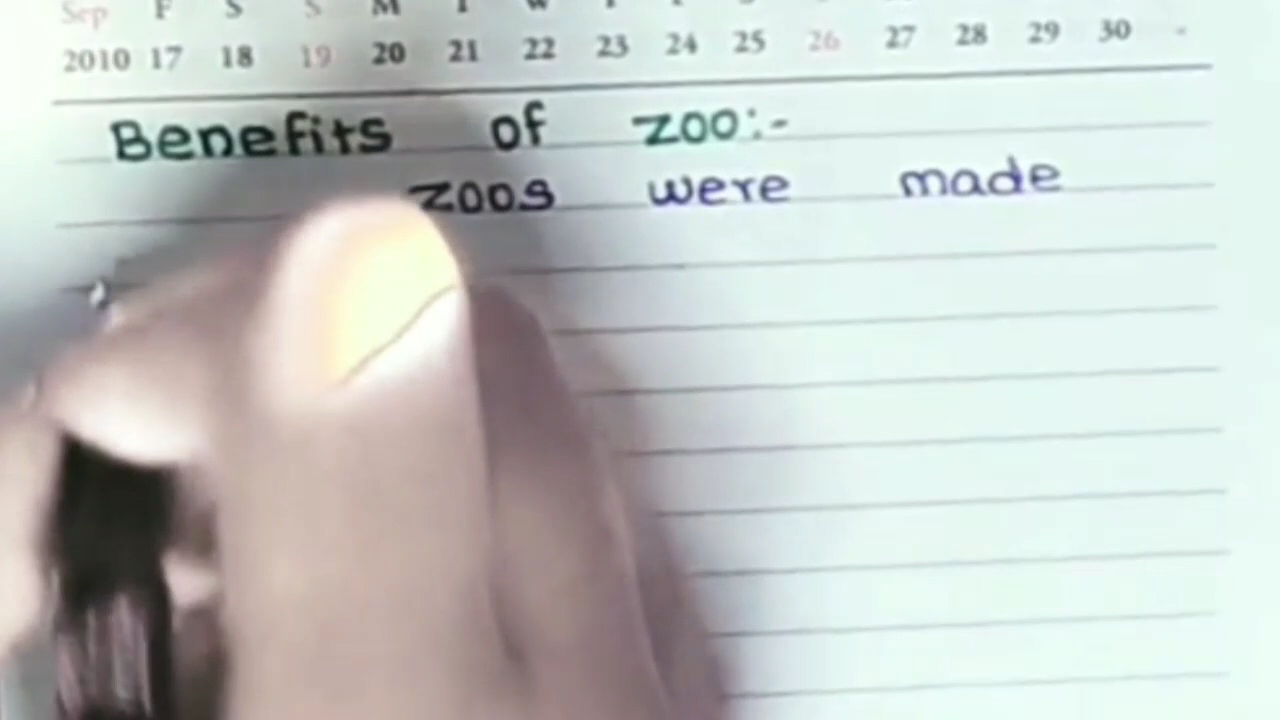 Sep F S S M T W
2010 17 18 19 20 21 22 23 24 25 26 27 28 29 30 -
Benefits of zoo:-
zoos were made